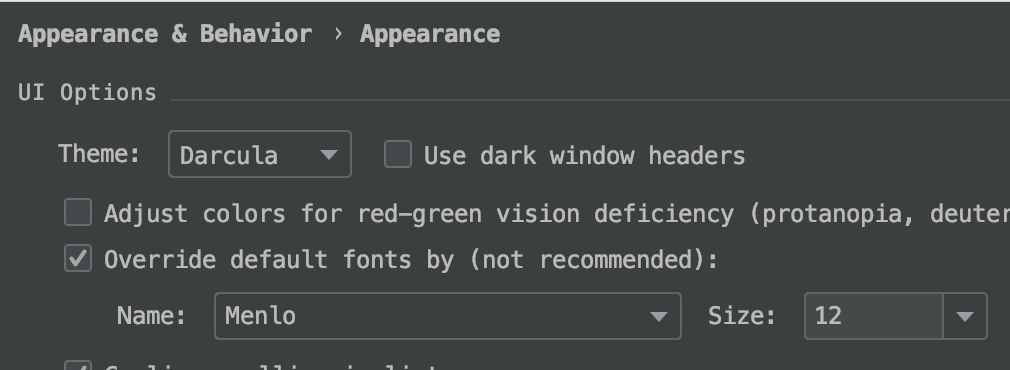 Appearance & Behavior › Appearance
UI Options
Theme: Darcula Use dark window headers
Adjust colors for red-green vision deficiency (protanopia, deuter
Override default fonts by (not recommended):
Name: Menlo Size: 12